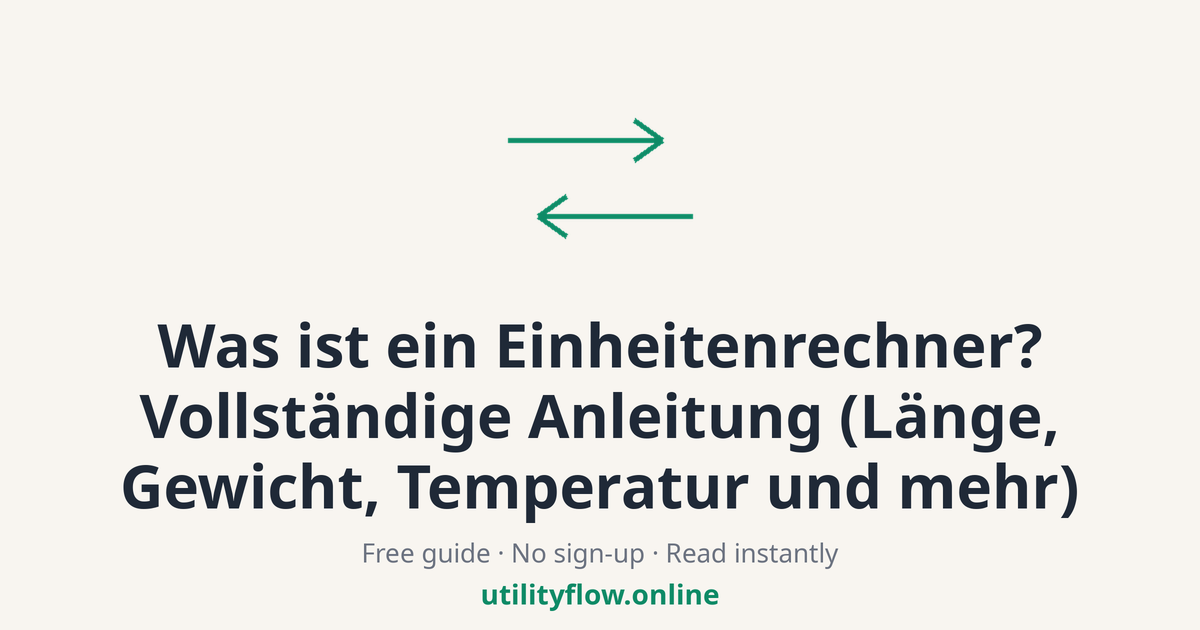 Was ist ein Einheitenrechner?
Vollständige Anleitung (Länge,
Gewicht, Temperatur und mehr)
Free guide · No sign-up · Read instantly
utilityflow.online